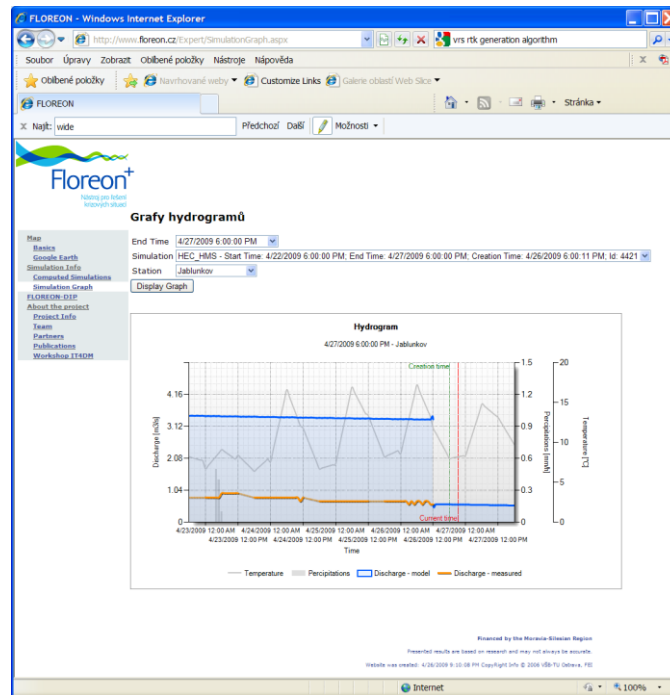 FLOREON - Windows Internet Explorer
http://www.floreon.cz/Expert/SimulationGraph.aspx
vrs rtk generation algorithm
Soubor Úpravy Zobrazit Oblíbené položky Nástroje Nápověda
X
Oblíbené položky Navrhované weby Customize Links Galerie oblastí Web Slice
FLOREON Stránka
x Najít: wide Předchozí Další Možnosti
Floreon+
Nástroj pro řešení
krizových situací
Grafy hydrogramů
Map
Basics
Google Earth
Simulation Info
Computed Simulations
Simulation Graph
FLOREON-DIP
About the project
Project Info
Team
Partners
Publications
Workshop IT4DM
End Time 4/27/2009 6:00:00 PM
Simulation HEC_HMS - Start Time: 4/22/2009 6:00:00 PM; End Time: 4/27/2009 6:00:00 PM; Creation Time: 4/26/2009 6:00:11 PM; Id: 4421
Station Jablunkov
Display Graph
Hydrogram
4/27/2009 6:00:00 PM - Jablunkov
Creation time
4.16
3.12
2.08
1.04
0
Discharge [m3/s]
1.5
1.2
0.9
0.6
0.3
0
Percipitations [mm/h]
20
15
10
5
0
Temperature [°C]
Current time
4/23/2009 12:00 AM 4/24/2009 12:00 AM 4/25/2009 12:00 AM 4/26/2009 12:00 AM 4/27/2009 12:00 AM
4/23/2009 12:00 PM 4/24/2009 12:00 PM 4/25/2009 12:00 PM 4/26/2009 12:00 PM 4/27/2009 12:00 PM
Time
Temperature Percipitations Discharge - model Discharge - measured
Financed by the Moravia-Silesian Region
Presented results are based on research and may not always be accurate.
Website was created: 4/26/2009 9:10:08 PM CopyRight Info © 2006 VŠB-TU Ostrava, FEI
Internet 100%